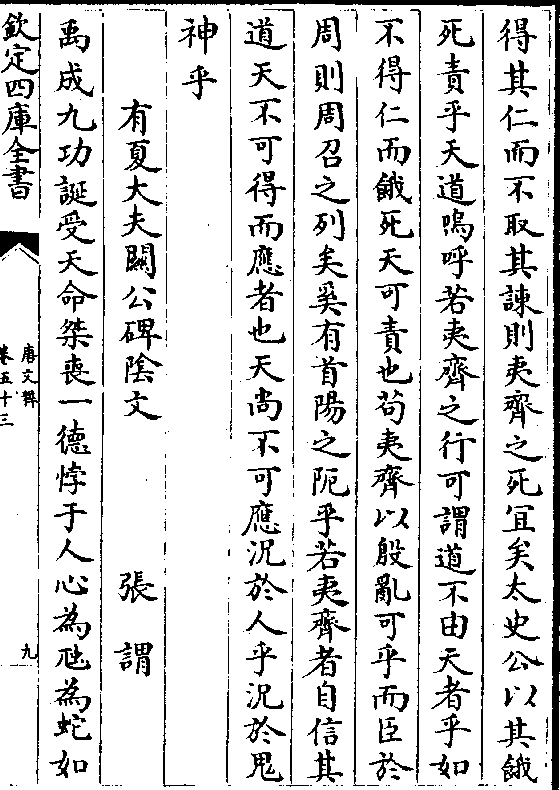 得其仁而不取其諫則夷齊之死宜矣太史公以其餓
死責乎天道嗚呼若夷齊之行可謂道不由天者乎如
不得仁而餓死天可責也苟夷齊以殷亂可乎而臣於
周則周召之列矣奚有首陽之阨乎若夷齊者自信其
道天不可得而應者也天尚不可應況於人乎況於鬼
神乎
有夏大夫關公碑陰文 張謂
禹成九功誕受天命桀喪一德悖于人心為虺為蛇如
欽定四庫全書
唐文粹
卷五十三
九